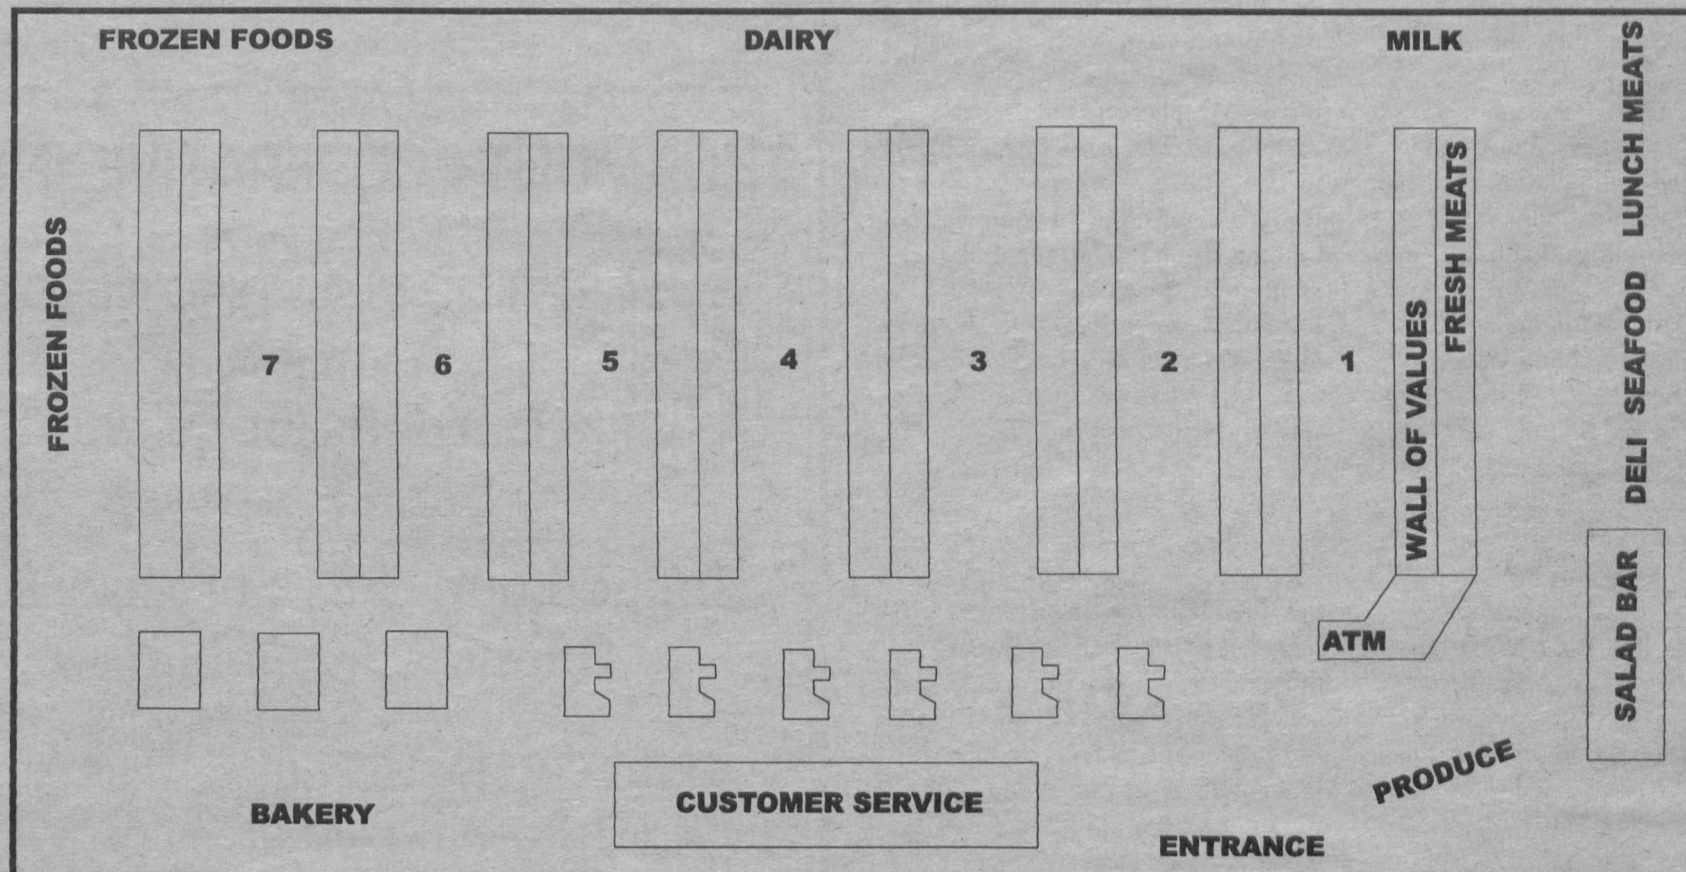 FROZEN FOODS
DAIRY
MILK
LUNCH MEATS
FROZEN FOODS
7
6
5
4
3
2
1
WALL OF VALUES
FRESH MEATS
DELI SEAFOOD
ATM
SALAD BAR
PRODUCE
BAKERY
CUSTOMER SERVICE
ENTRANCE